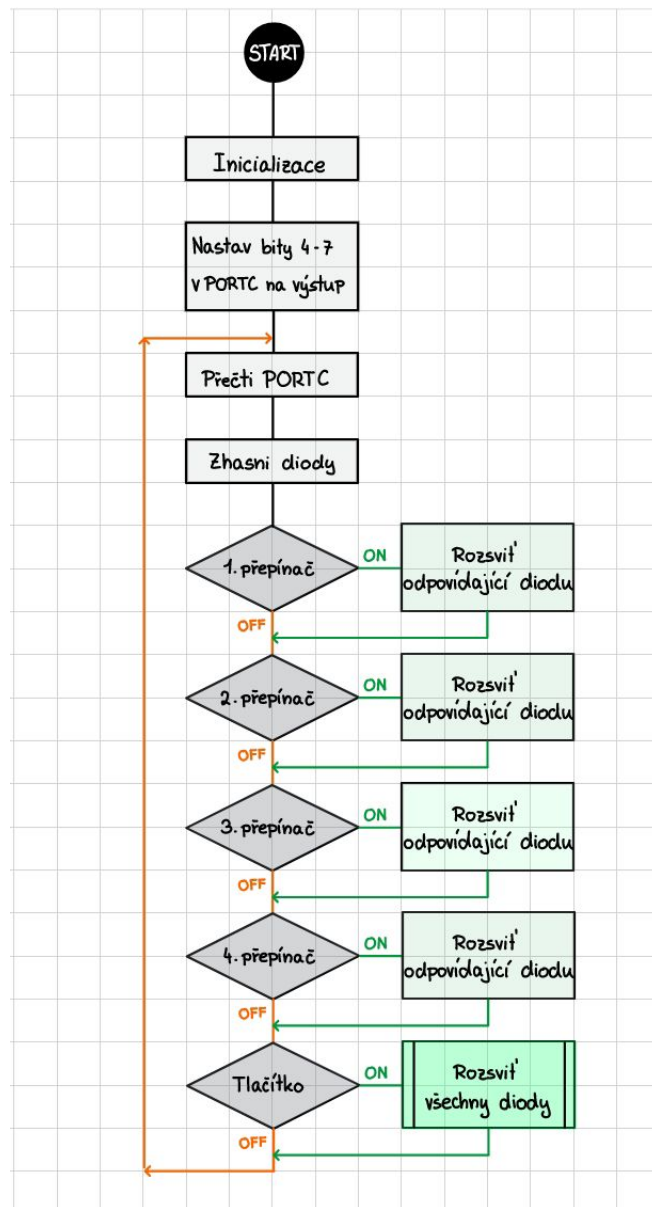 START
Inicializace
Nastav bity 4-7
v PORTC na výstup
Přečti PORTC
Zhasni diody
1. přepínač
ON
Rozsviť
odpovídající diodu
OFF
2. přepínač
ON
Rozsviť
odpovídající diodu
OFF
3. přepínač
ON
Rozsviť
odpovídající diodu
OFF
4. přepínač
ON
Rozsviť
odpovídající diodu
OFF
Tlačítko
ON
Rozsviť
všechny diody
OFF